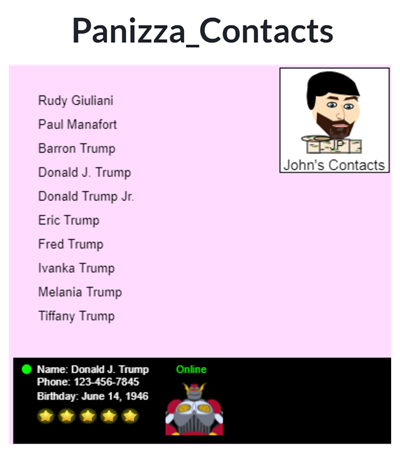 Panizza_Contacts
Rudy Giuliani
Paul Manafort
Barron Trump
Donald J. Trump
Donald Trump Jr.
Eric Trump
Fred Trump
Ivanka Trump
Melania Trump
Tiffany Trump
JP
John's Contacts
Name: Donald J. Trump
Online
Phone: 123-456-7845
Birthday: June 14, 1946